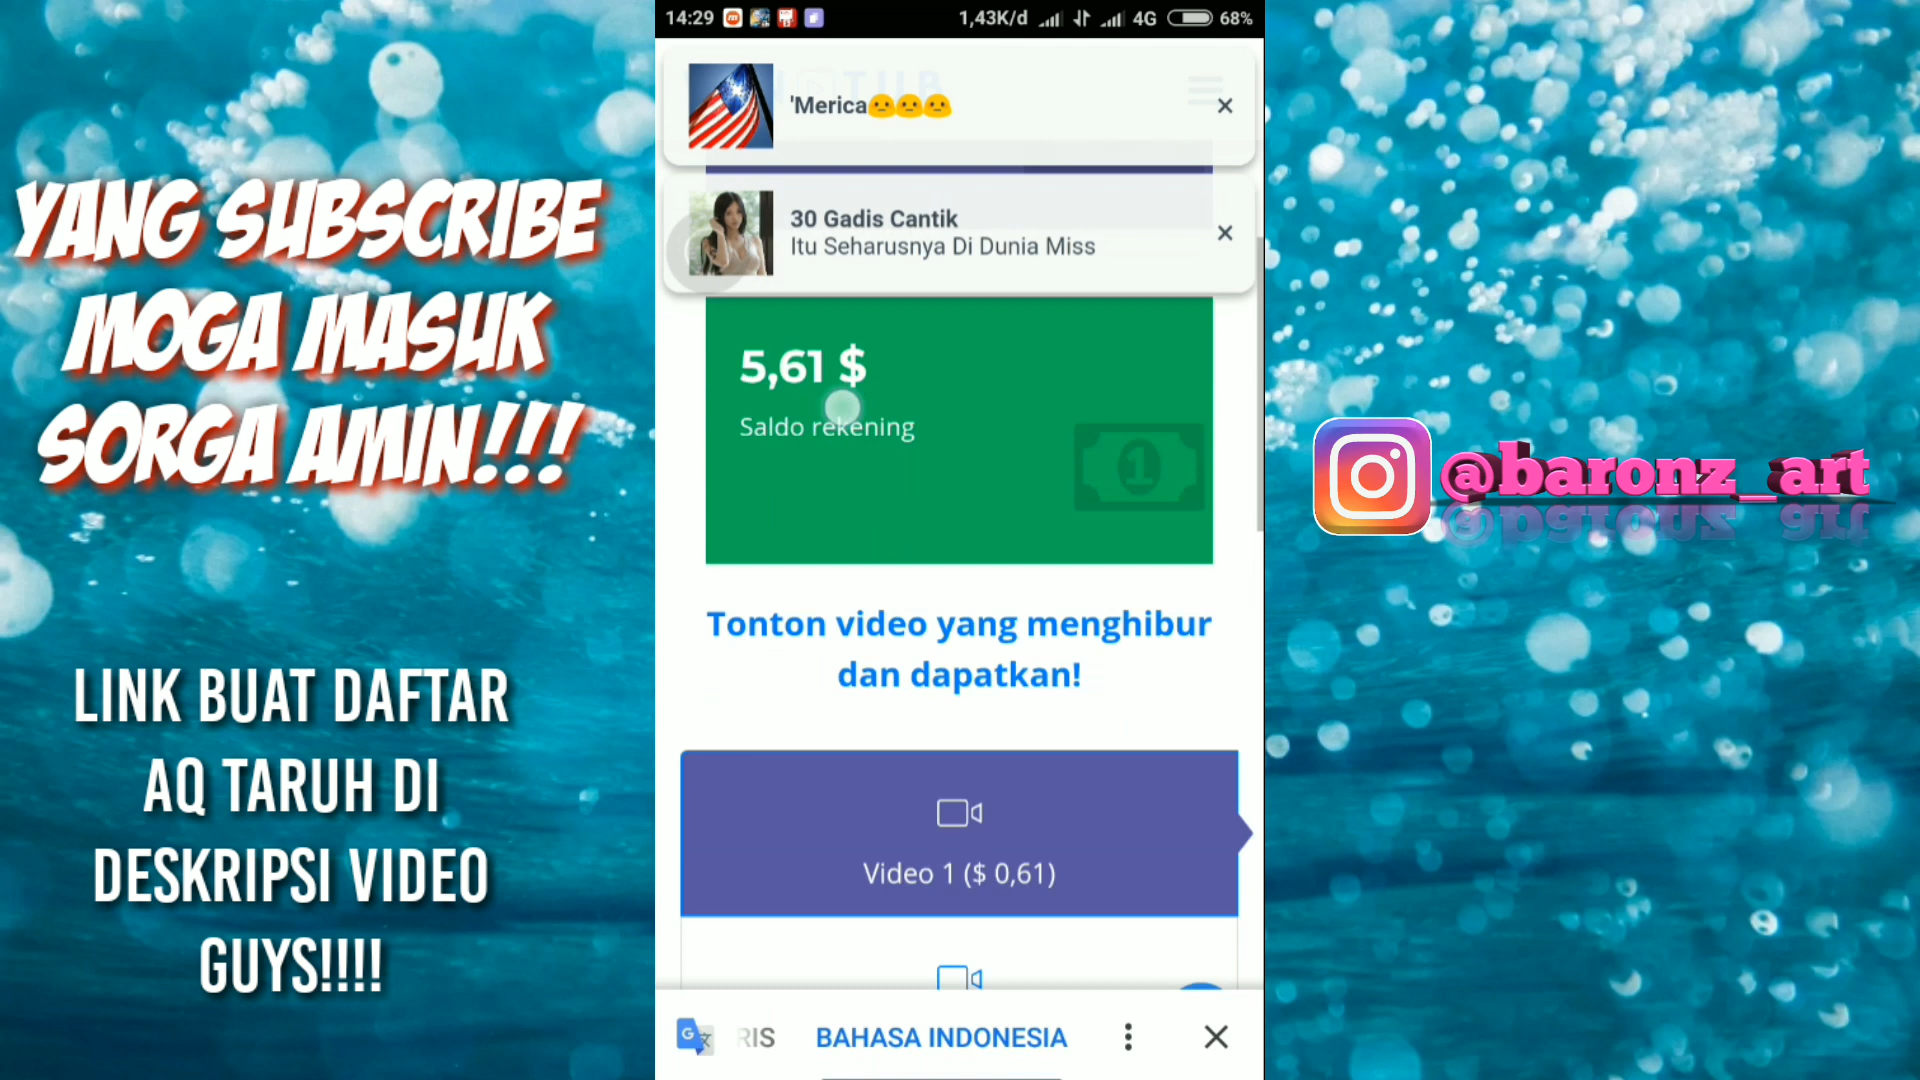 YANG SUBSCRIBE
MOGA MASUK
SORGA AMIN!!!
LINK BUAT DAFTAR
AQ TARUH DI
DESKRIPSI VIDEO
GUYS!!!!
14:29
1,43K/d
4G
68%
'Merica😐😐😐
30 Gadis Cantik
Itu Seharusnya Di Dunia Miss
5,61 $
Saldo rekening
Tonton video yang menghibur
dan dapatkan!
Video 1 ($ 0,61)
RIS
BAHASA INDONESIA
@baronz_art